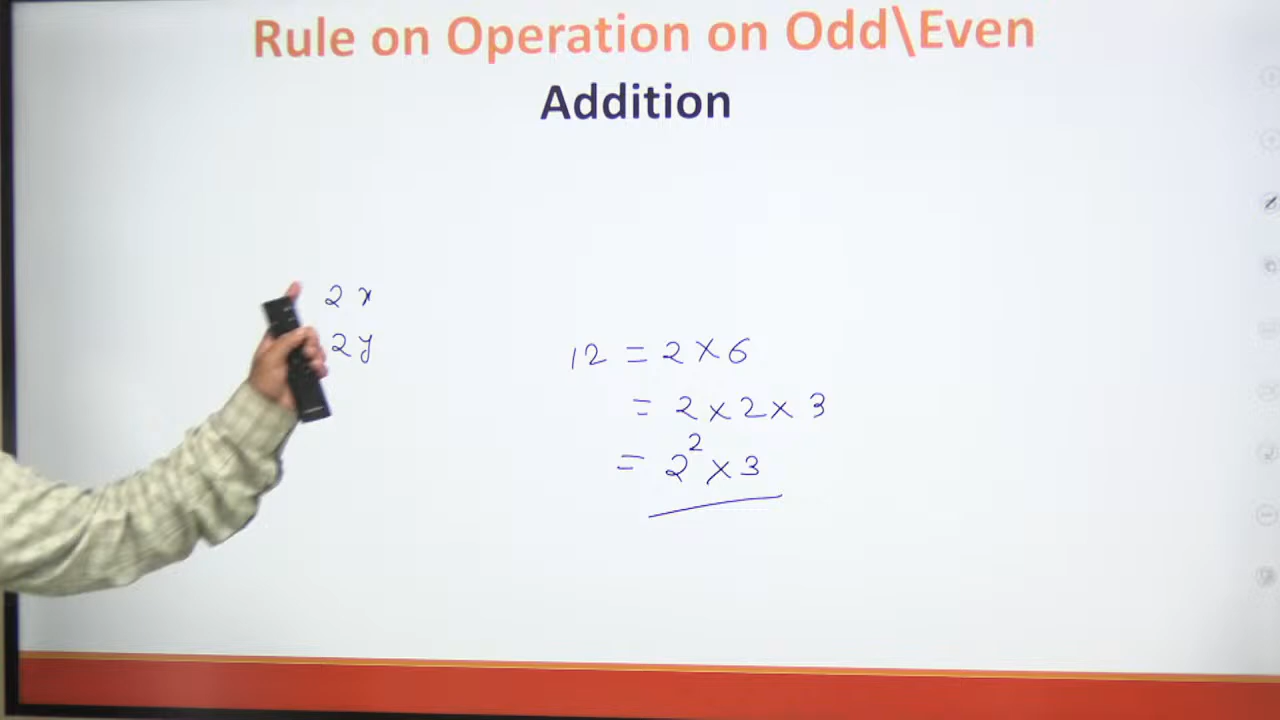 Rule on Operation on Odd\Even
Addition
2x
2y
12 = 2 × 6
= 2 × 2 × 3
= 2² × 3